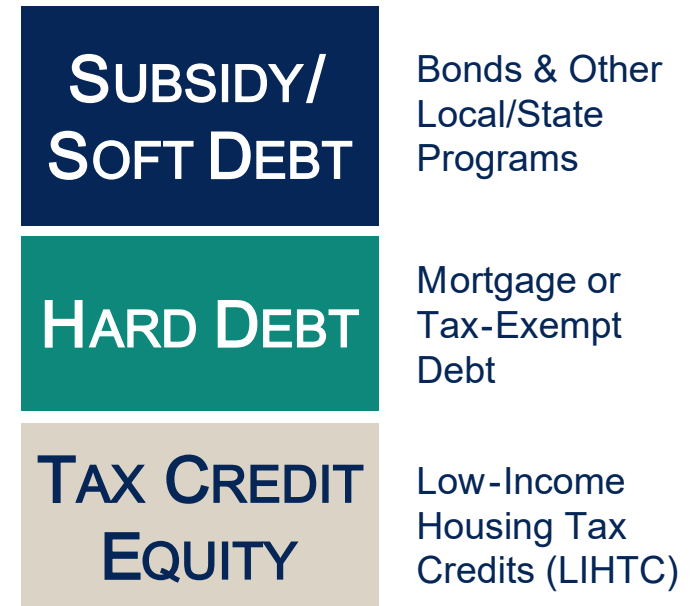 SUBSIDY/
SOFT DEBT
Bonds & Other
Local/State
Programs
HARD DEBT
Mortgage or
Tax-Exempt
Debt
TAX CREDIT
EQUITY
Low-Income
Housing Tax
Credits (LIHTC)